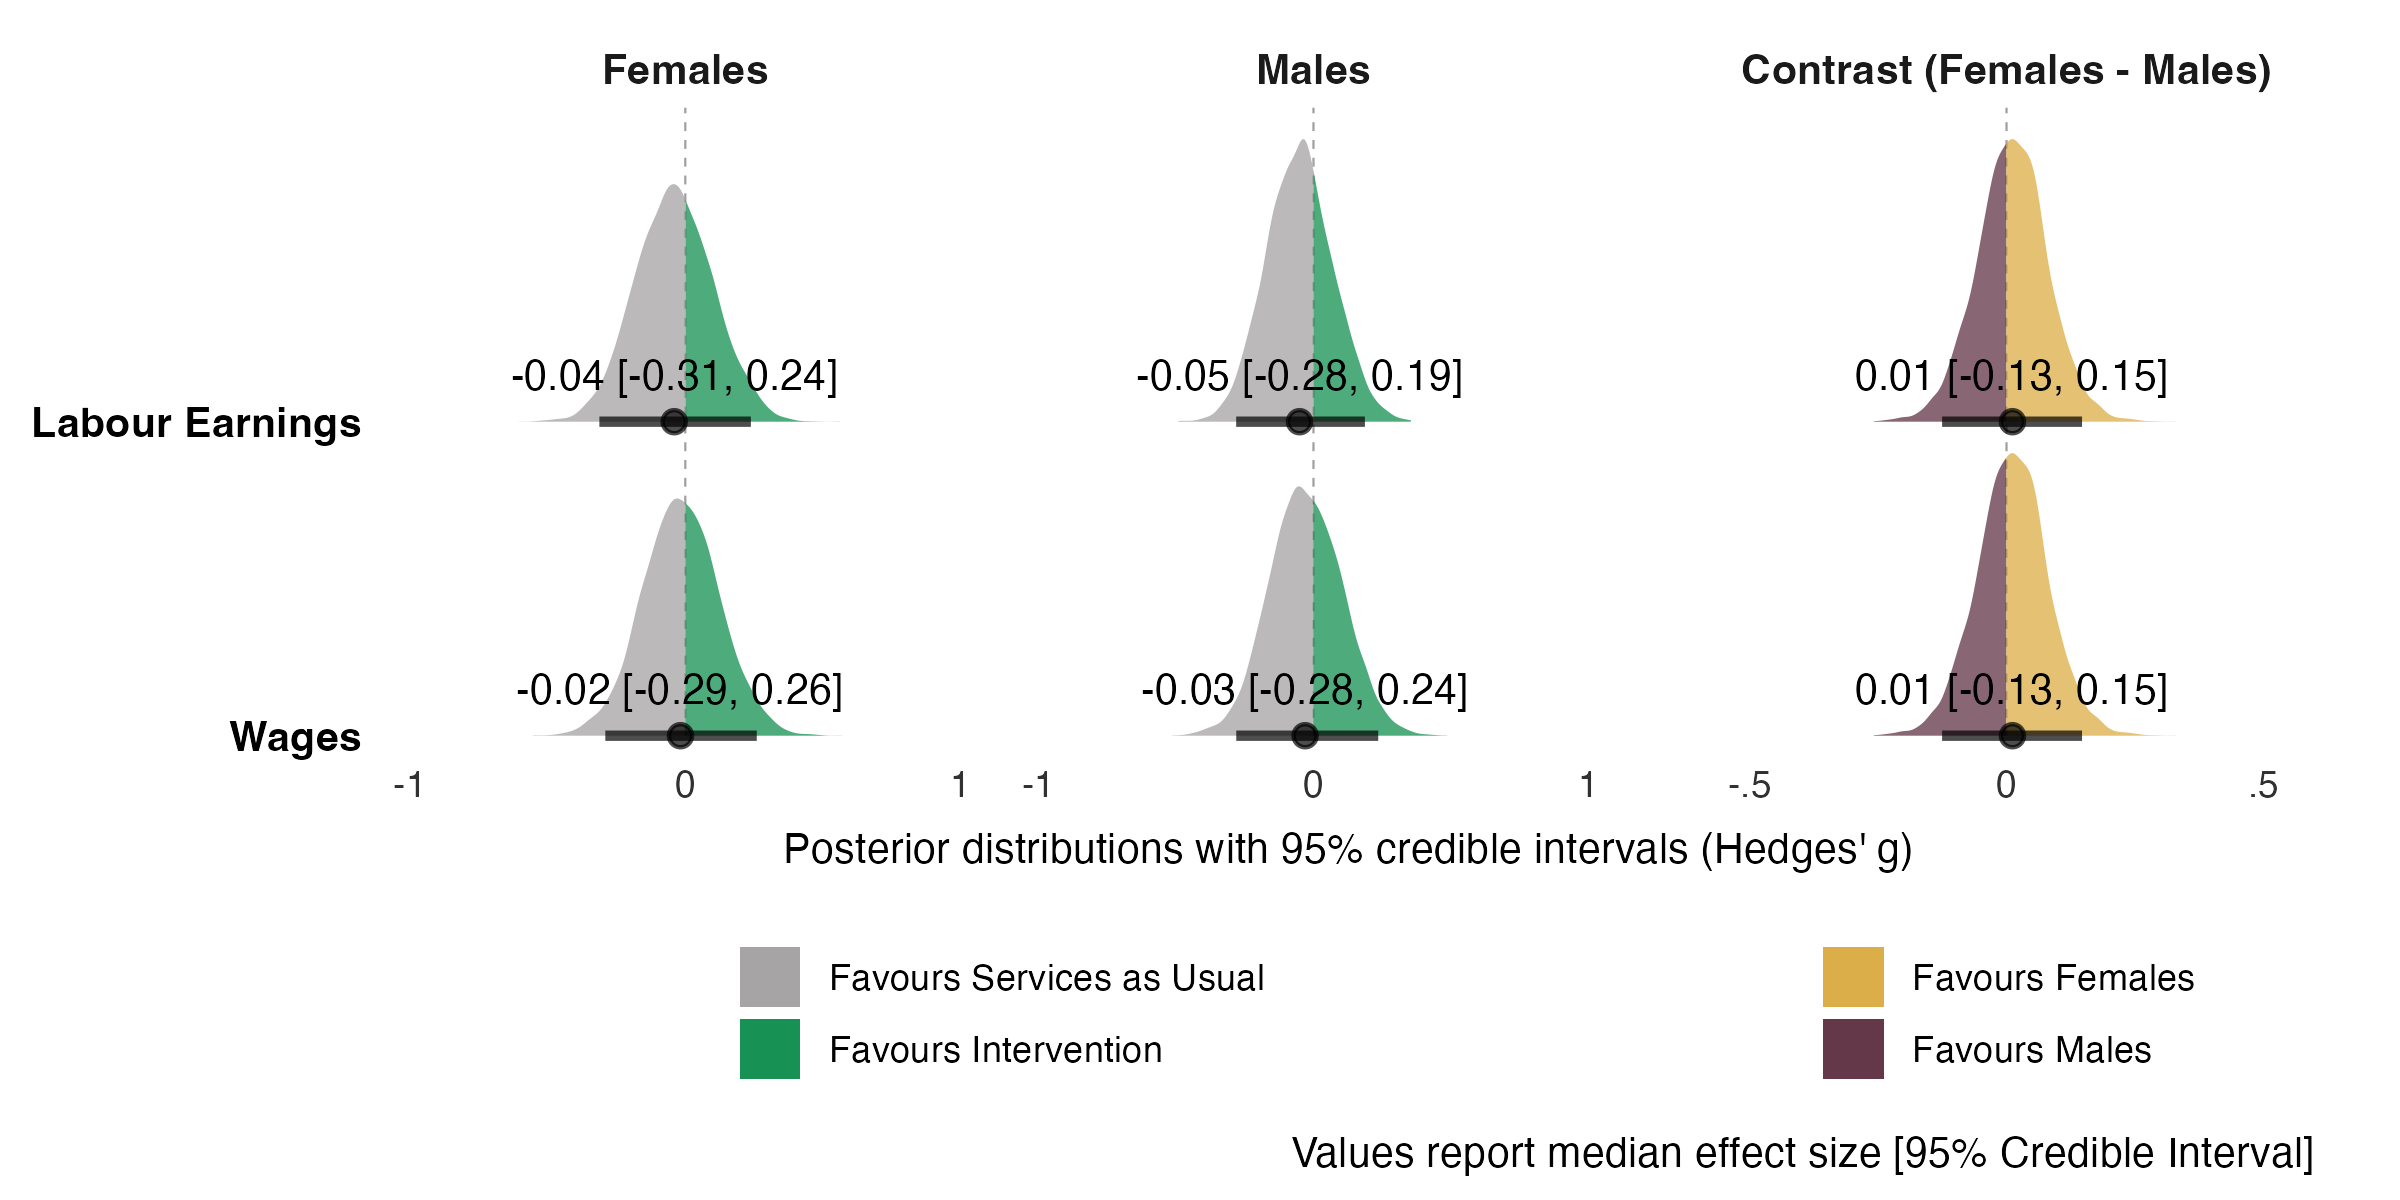 Females Males Contrast (Females - Males)
-0.04 [-0.31, 0.24] -0.05 [-0.28, 0.19] 0.01 [-0.13, 0.15]
Labour Earnings
-0.02 [-0.29, 0.26] -0.03 [-0.28, 0.24] 0.01 [-0.13, 0.15]
Wages
-1 0 1 -1 0 1 -.5 0 .5
Posterior distributions with 95% credible intervals (Hedges' g)
Favours Services as Usual Favours Females
Favours Intervention Favours Males
Values report median effect size [95% Credible Interval]